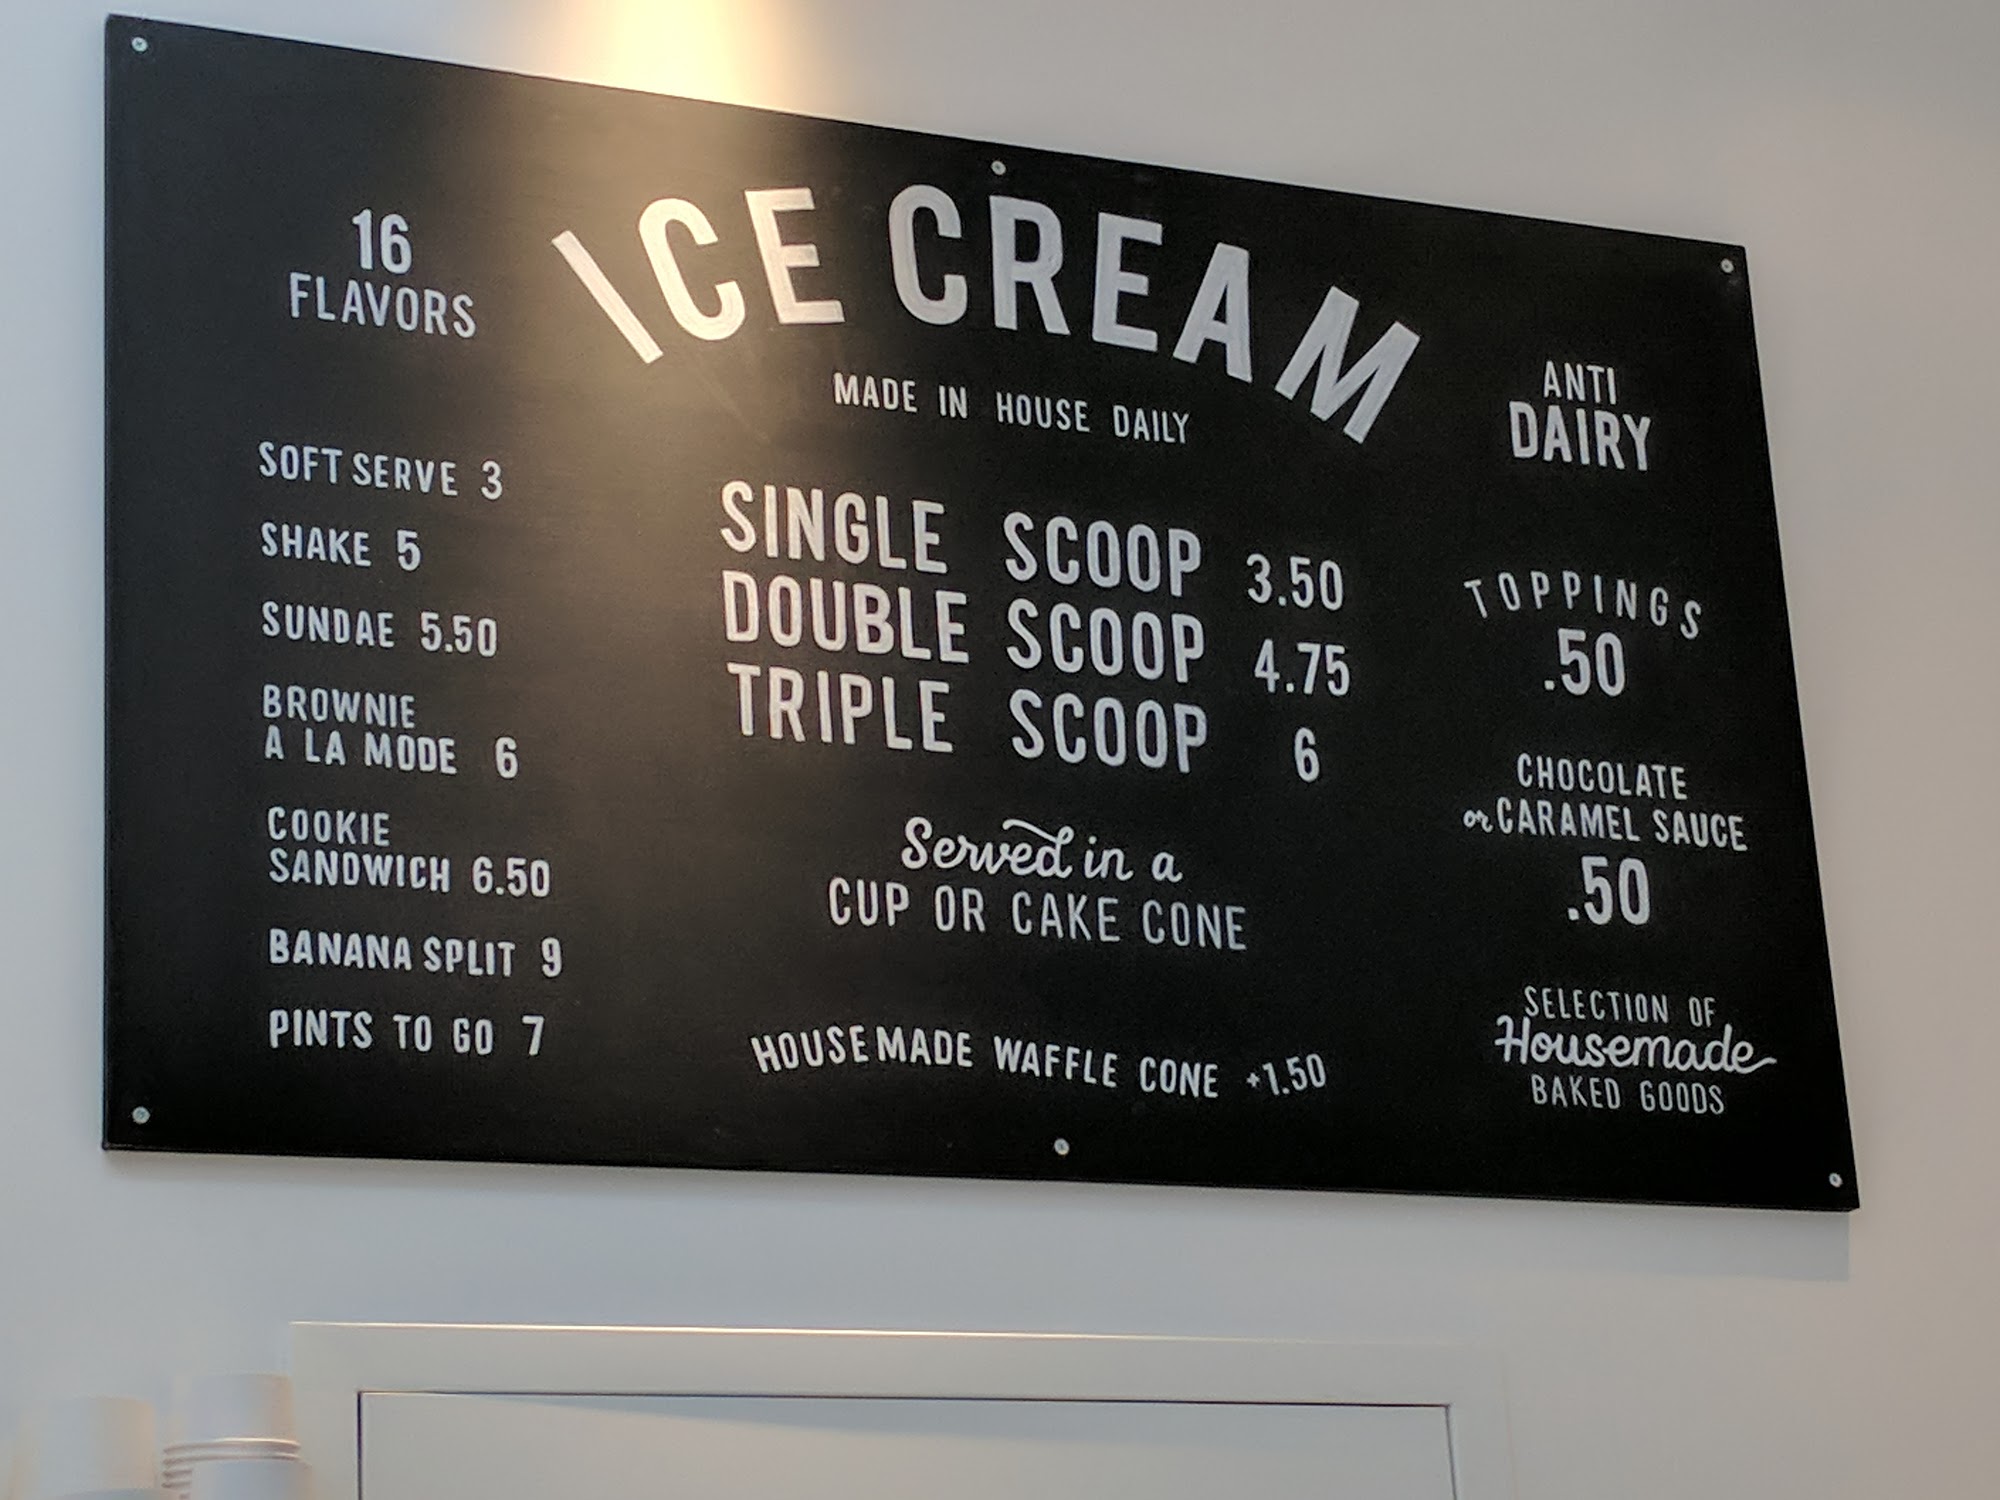 16
FLAVORS
SOFT SERVE 3
SHAKE 5
SUNDAE 5.50
BROWNIE
A LA MODE 6
COOKIE
SANDWICH 6.50
BANANA SPLIT 9
PINTS TO GO 7
ICE CREAM
MADE IN HOUSE DAILY
SINGLE SCOOP 3.50
DOUBLE SCOOP 4.75
TRIPLE SCOOP 6
Served in a
CUP OR CAKE CONE
HOUSEMADE WAFFLE CONE +1.50
ANTI
DAIRY
TOPPINGS
.50
CHOCOLATE
or CARAMEL SAUCE
.50
SELECTION OF
Housemade
BAKED GOODS